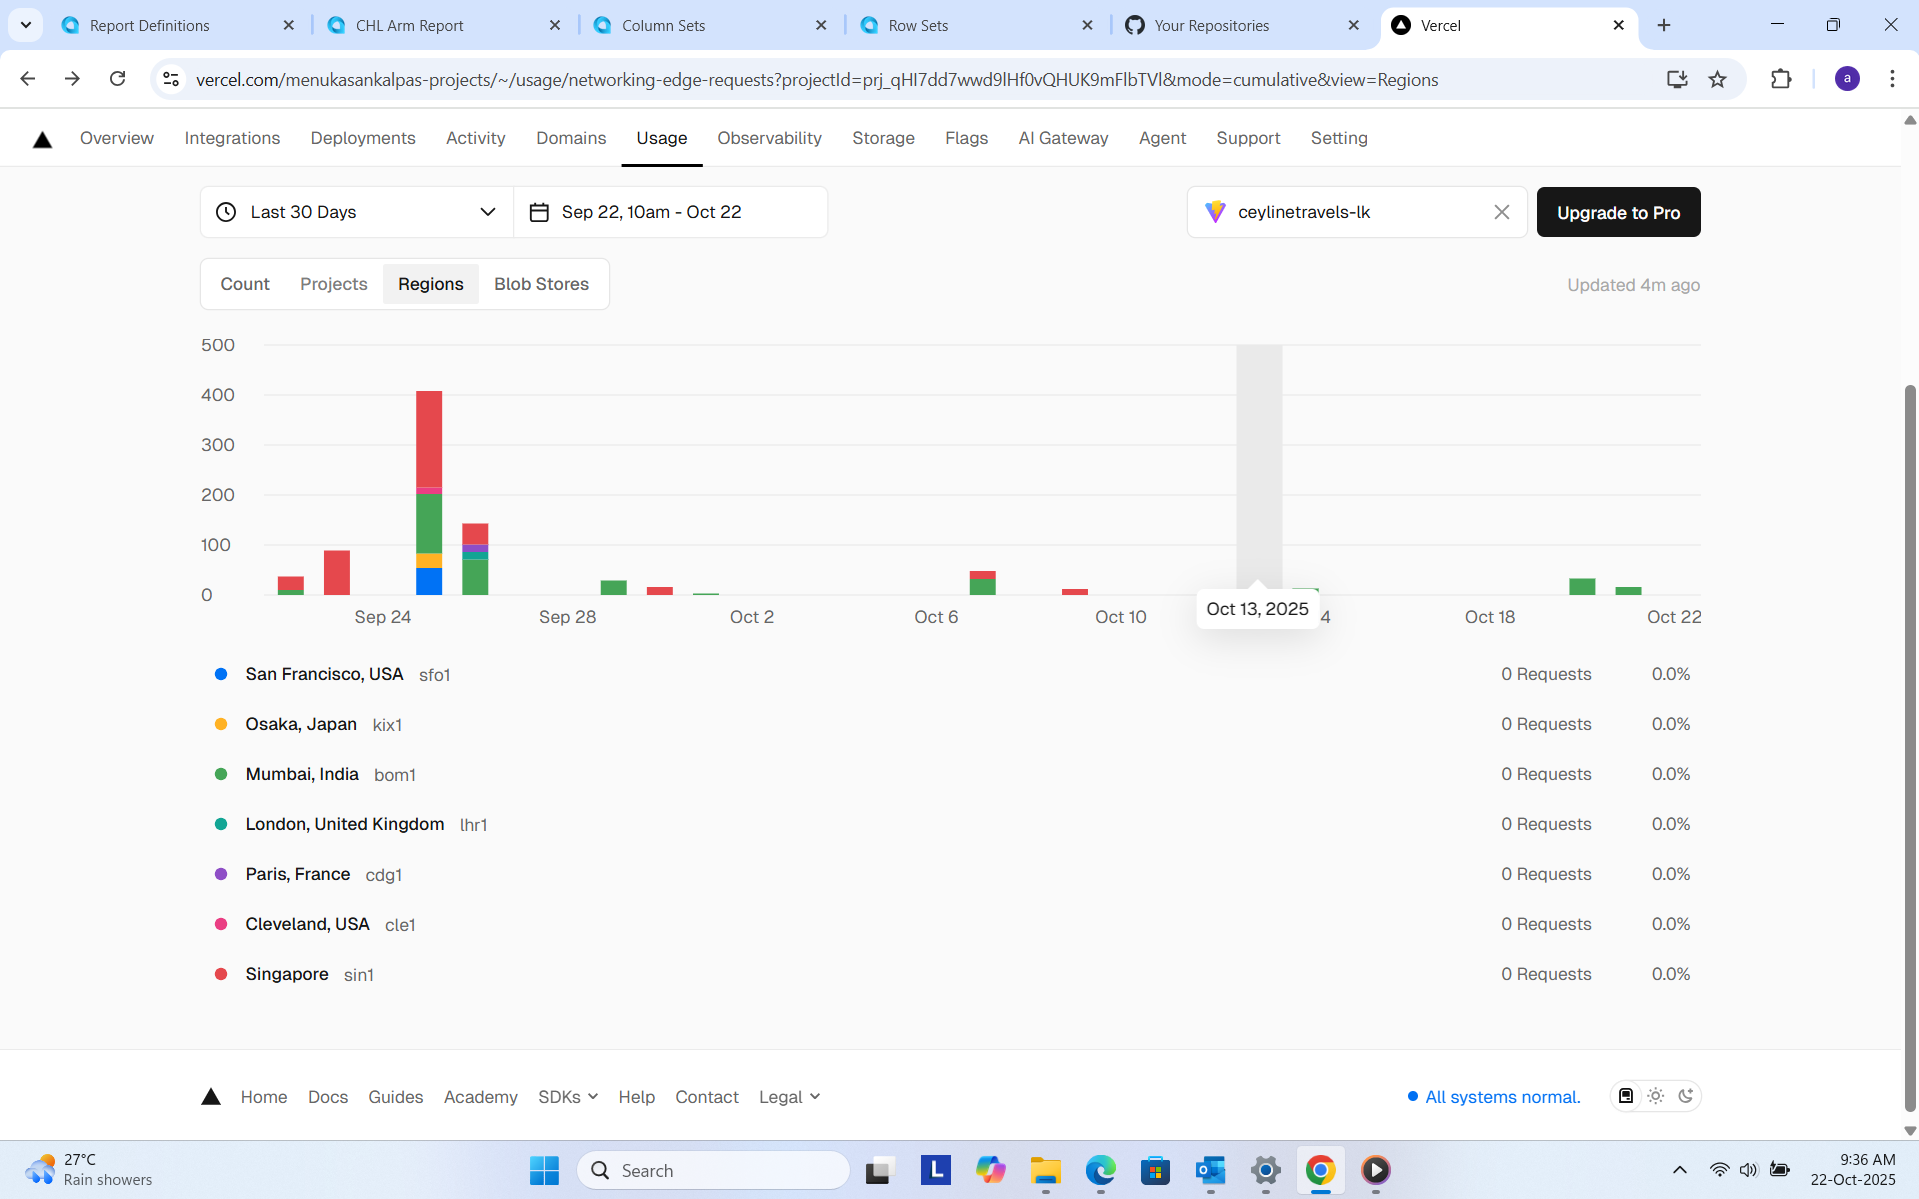 Report Definitions
CHL Arm Report
Column Sets
Row Sets
Your Repositories
Vercel
vercel.com/menukasankalpas-projects/~/usage/networking-edge-requests?projectId=prj_qHI7dd7wwd9lHf0vQHUK9mFlbTVl&mode=cumulative&view=Regions
a
Overview Integrations Deployments Activity Domains Usage Observability Storage Flags AI Gateway Agent Support Setting
Last 30 Days
Sep 22, 10am - Oct 22
ceylinetravels-lk
Upgrade to Pro
Count Projects Regions Blob Stores
Updated 4m ago
500
400
300
200
100
0
Sep 24 Sep 28 Oct 2 Oct 6 Oct 10 4 Oct 18 Oct 22
Oct 13, 2025
San Francisco, USA sfo1 0 Requests 0.0%
Osaka, Japan kix1 0 Requests 0.0%
Mumbai, India bom1 0 Requests 0.0%
London, United Kingdom lhr1 0 Requests 0.0%
Paris, France cdg1 0 Requests 0.0%
Cleveland, USA cle1 0 Requests 0.0%
Singapore sin1 0 Requests 0.0%
Home Docs Guides Academy SDKs Help Contact Legal
All systems normal.
27°C
Rain showers
Search
L
9:36 AM
22-Oct-2025